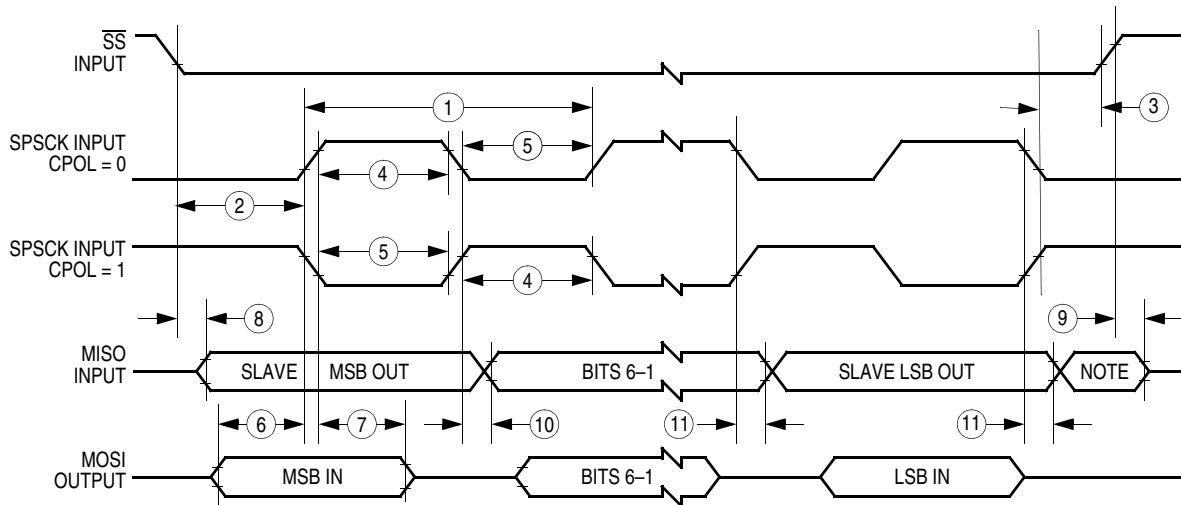 SS
INPUT
1
3
SPSCK INPUT
CPOL = 0
5
4
2
SPSCK INPUT
CPOL = 1
5
4
8
9
MISO
INPUT
SLAVE MSB OUT
BITS 6–1
SLAVE LSB OUT
NOTE
6
7
10
11
11
MOSI
OUTPUT
MSB IN
BITS 6–1
LSB IN